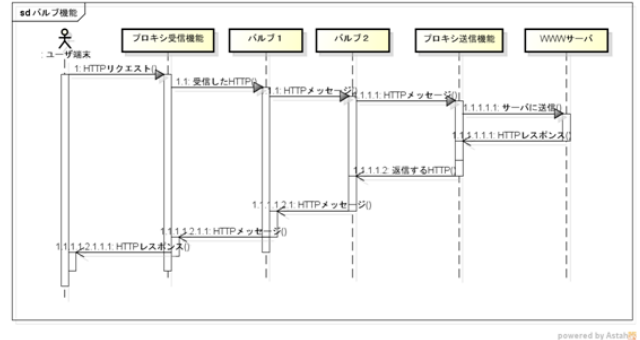 sd バルブ機能
プロキシ受信機能
バルブ1
バルブ2
プロキシ送信機能
WWWサーバ
: ユーザ端末
1: HTTPリクエスト()
1.1: 受信したHTTP()
1.1: HTTPメッセージ()
1.1.1: HTTPメッセージ()
1.1.1.1.1: サーバに送信()
1.1.1.1.1.1: HTTPレスポンス()
1.1.1.1.2: 返信するHTTP()
1.1.1.1.2.1: HTTPメッセージ()
1.1.1.1.2.1.1: HTTPメッセージ()
1.1.1.1.2.1.1.1: HTTPレスポンス()
powered by Astah